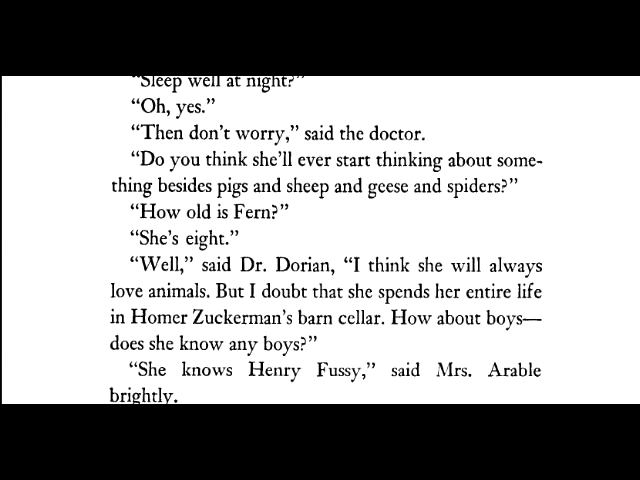 “Sleep well at night?”
“Oh, yes.”
“Then don’t worry,” said the doctor.
“Do you think she’ll ever start thinking about some-
thing besides pigs and sheep and geese and spiders?”
“How old is Fern?”
“She’s eight.”
“Well,” said Dr. Dorian, “I think she will always
love animals. But I doubt that she spends her entire life
in Homer Zuckerman’s barn cellar. How about boys—
does she know any boys?”
“She knows Henry Fussy,” said Mrs. Arable
brightly.